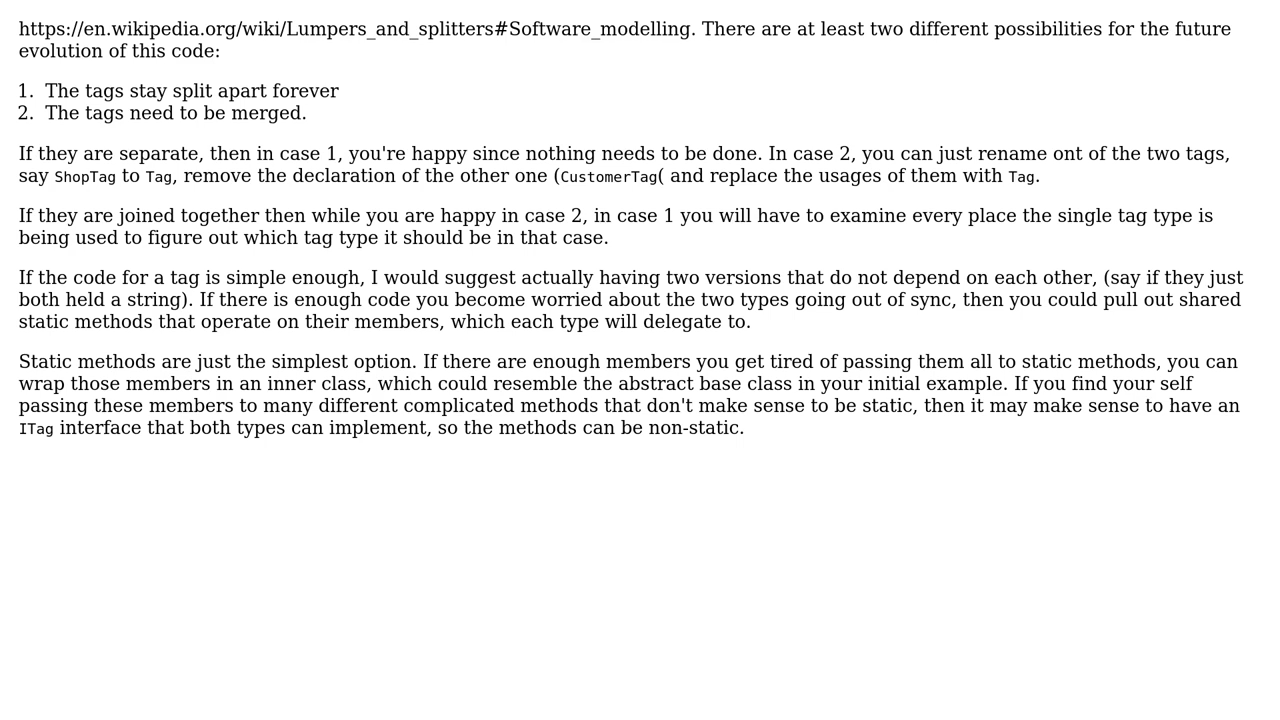 https://en.wikipedia.org/wiki/Lumpers_and_splitters#Software_modelling. There are at least two different possibilities for the future
evolution of this code:
1. The tags stay split apart forever
2. The tags need to be merged.
If they are separate, then in case 1, you're happy since nothing needs to be done. In case 2, you can just rename ont of the two tags,
say ShopTag to Tag, remove the declaration of the other one (CustomerTag( and replace the usages of them with Tag.
If they are joined together then while you are happy in case 2, in case 1 you will have to examine every place the single tag type is
being used to figure out which tag type it should be in that case.
If the code for a tag is simple enough, I would suggest actually having two versions that do not depend on each other, (say if they just
both held a string). If there is enough code you become worried about the two types going out of sync, then you could pull out shared
static methods that operate on their members, which each type will delegate to.
Static methods are just the simplest option. If there are enough members you get tired of passing them all to static methods, you can
wrap those members in an inner class, which could resemble the abstract base class in your initial example. If you find your self
passing these members to many different complicated methods that don't make sense to be static, then it may make sense to have an
ITag interface that both types can implement, so the methods can be non-static.